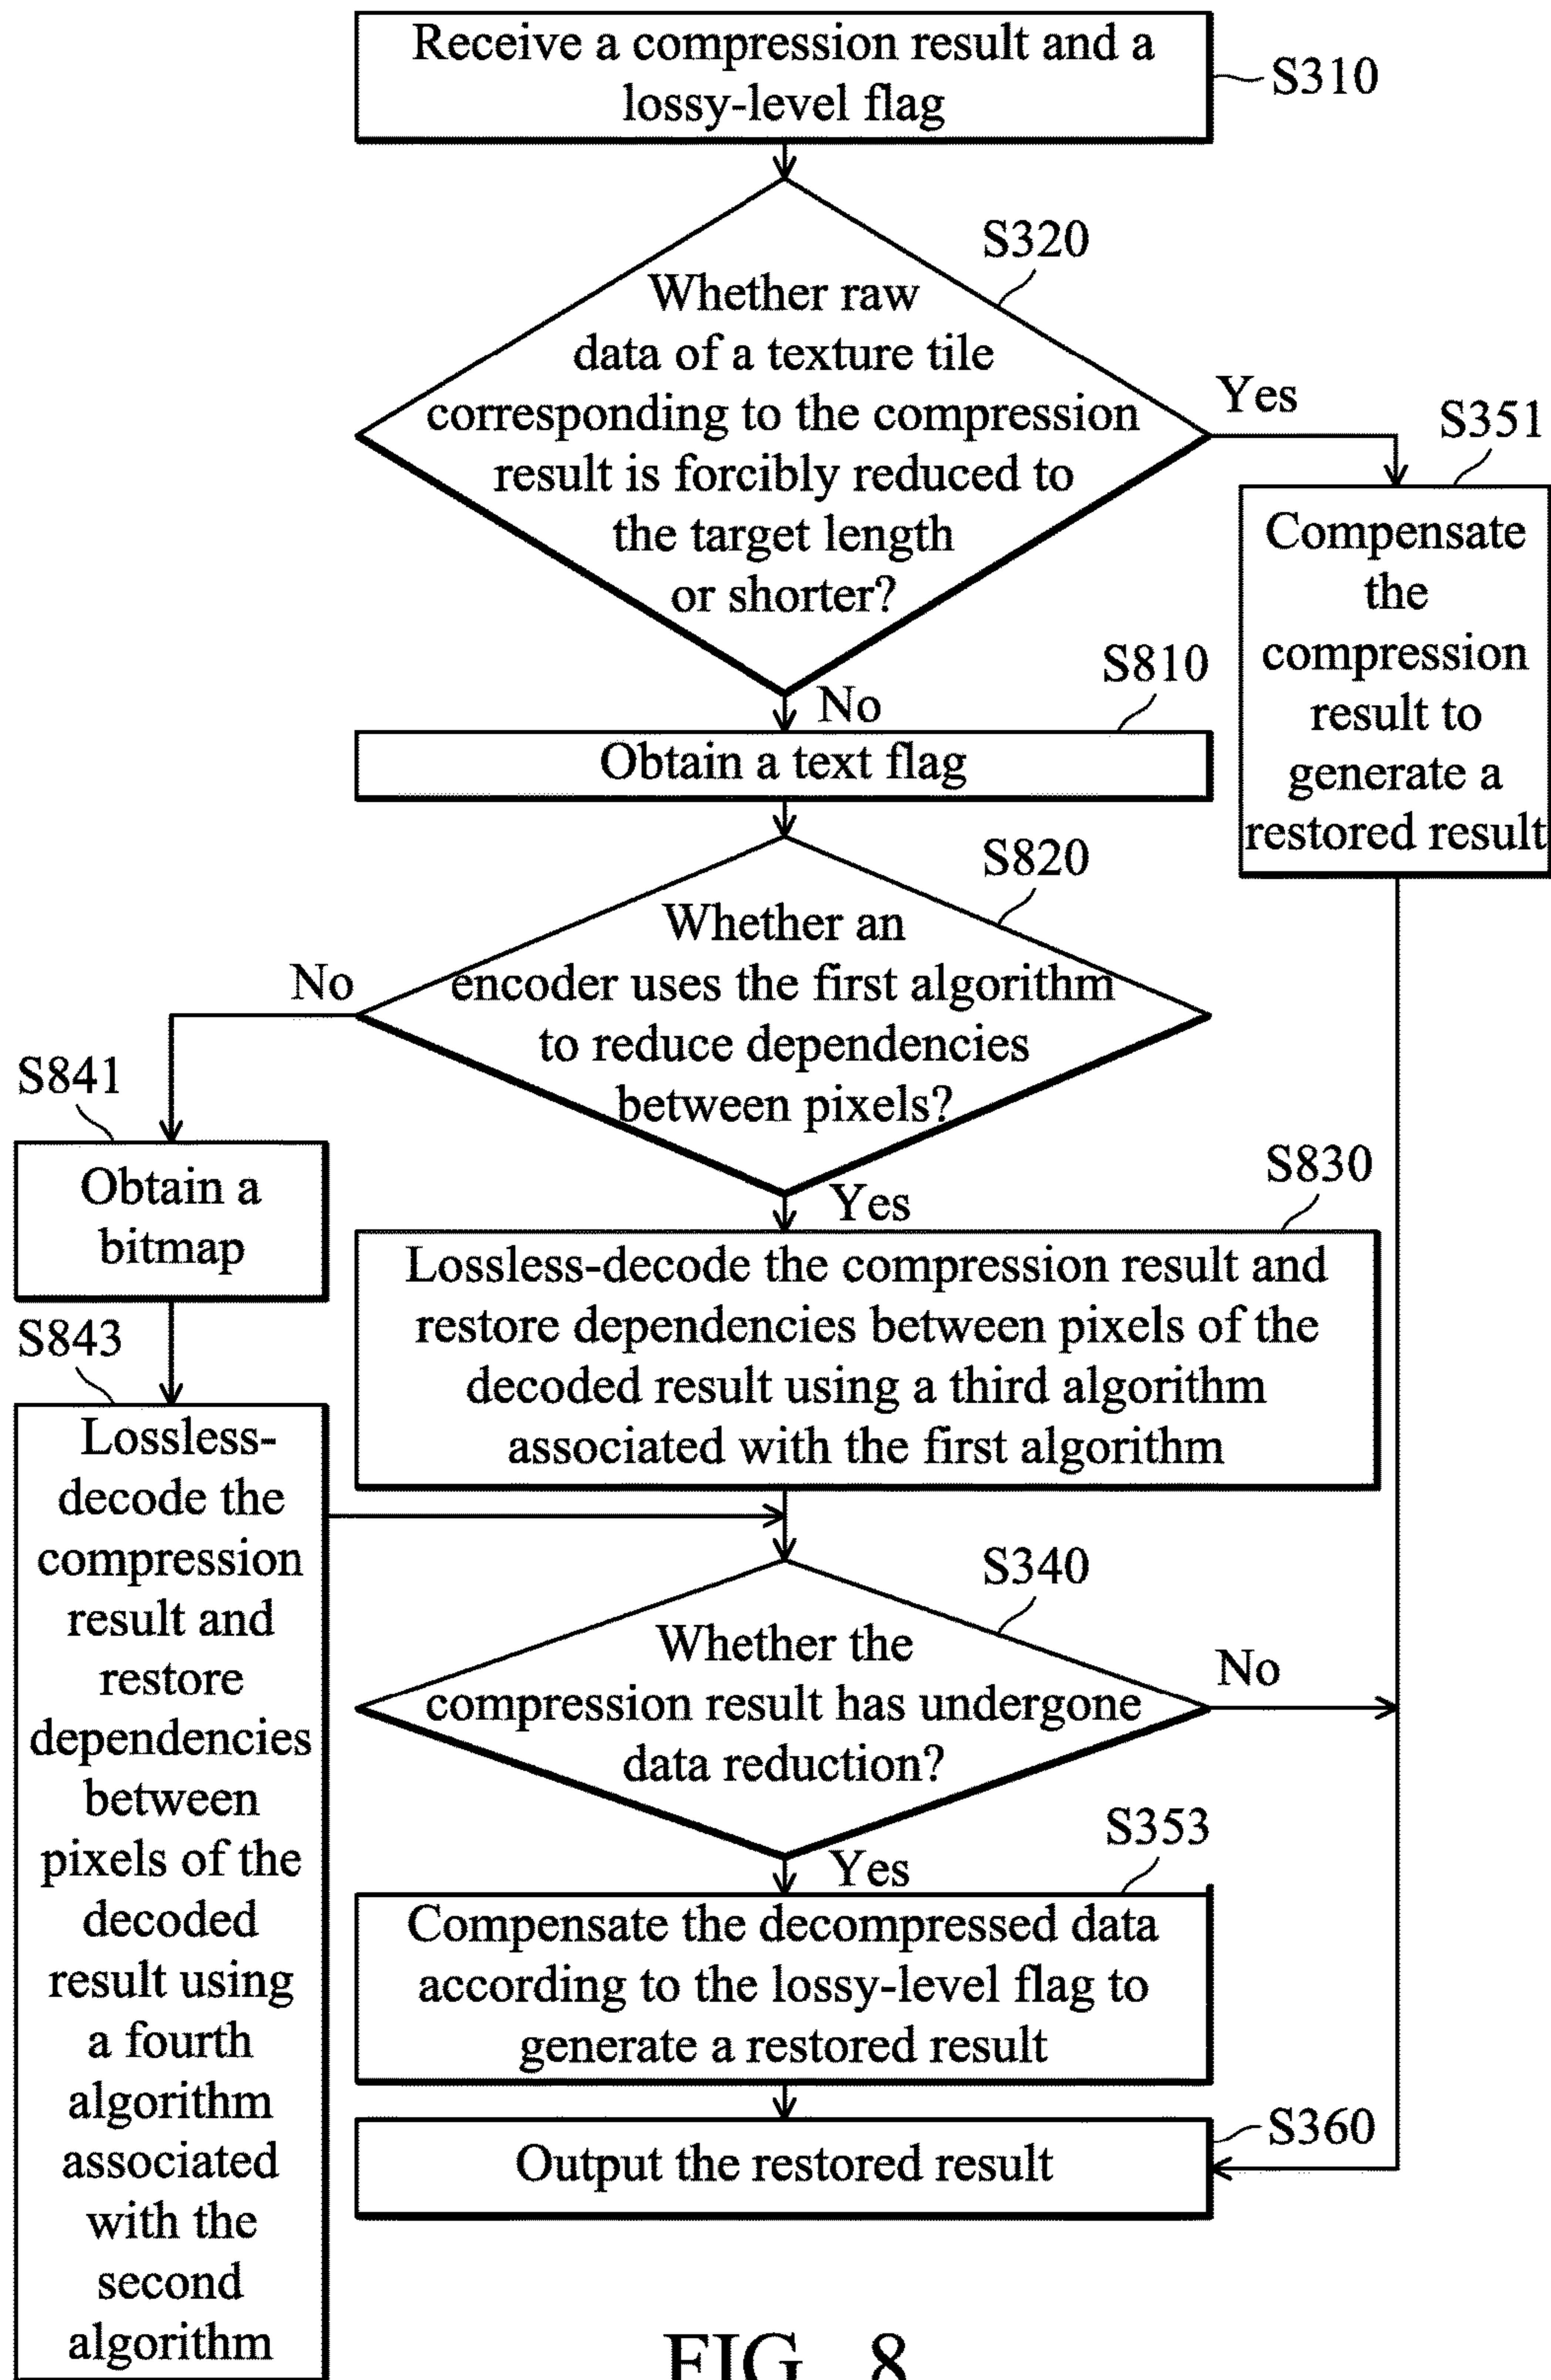 Receive a compression result and a
lossy-level flag
S310
S320
Whether raw
data of a texture tile
corresponding to the compression
result is forcibly reduced to
the target length
or shorter?
Yes
S351
Compensate
the
compression
result to
generate a
restored result
No
S810
Obtain a text flag
S820
Whether an
encoder uses the first algorithm
to reduce dependencies
between pixels?
No
S841
Obtain a
bitmap
S843
Lossless-
decode the
compression
result and
restore
dependencies
between
pixels of the
decoded
result using
a fourth
algorithm
associated
with the
second
algorithm
Yes
S830
Lossless-decode the compression result and
restore dependencies between pixels of the
decoded result using a third algorithm
associated with the first algorithm
S340
Whether the
compression result has undergone
data reduction?
No
Yes
S353
Compensate the decompressed data
according to the lossy-level flag to
generate a restored result
Output the restored result
S360
FIG. 8